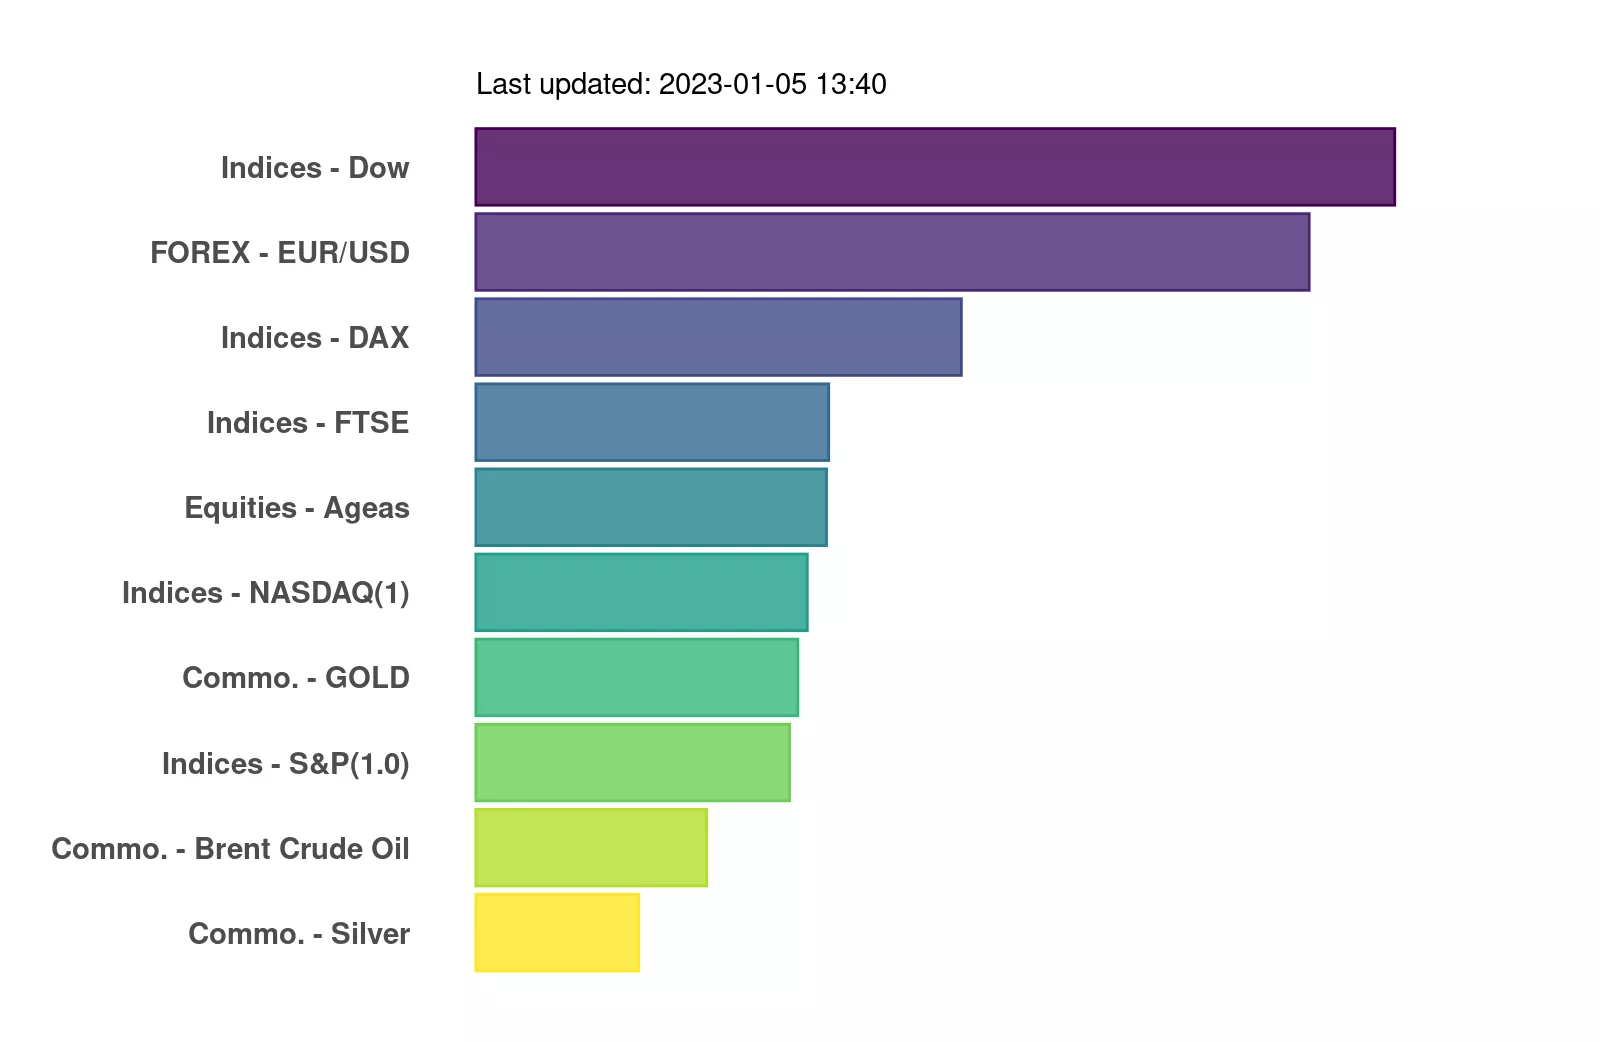 Last updated: 2023-01-05 13:40
Indices - Dow
FOREX - EUR/USD
Indices - DAX
Indices - FTSE
Equities - Ageas
Indices - NASDAQ(1)
Commo. - GOLD
Indices - S&P(1.0)
Commo. - Brent Crude Oil
Commo. - Silver